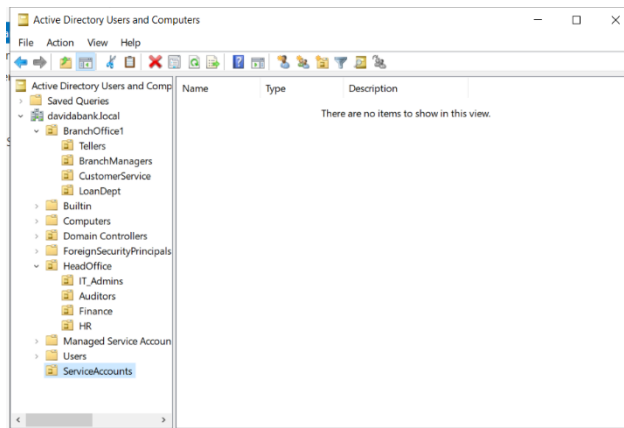 Active Directory Users and Computers
File Action View Help
Active Directory Users and Comp
Name Type Description
Saved Queries
There are no items to show in this view.
davidabank.local
BranchOffice1
Tellers
BranchManagers
CustomerService
LoanDept
Builtin
Computers
Domain Controllers
ForeignSecurityPrincipals
HeadOffice
IT_Admins
Auditors
Finance
HR
Managed Service Accoun
Users
ServiceAccounts